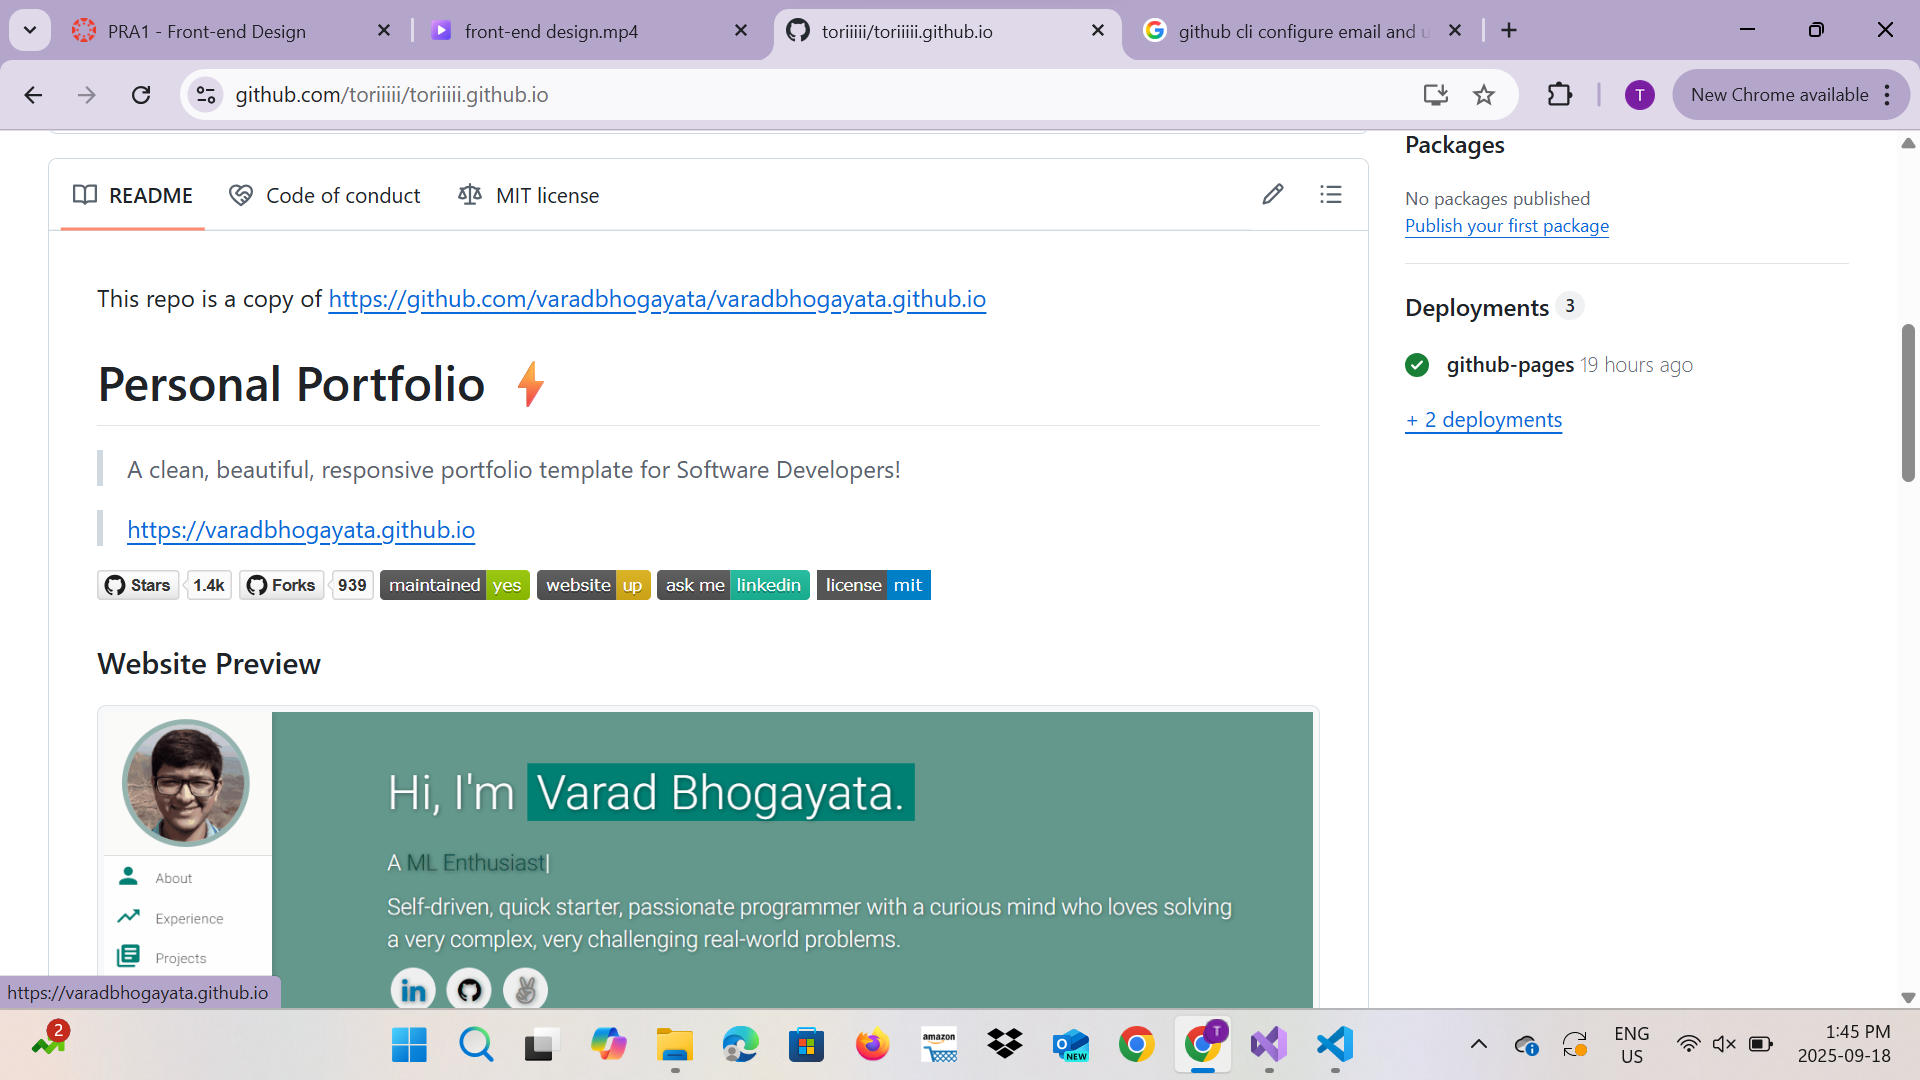 PRA1 - Front-end Design
front-end design.mp4
toriiiii/toriiiii.github.io
github cli configure email and u
github.com/toriiiii/toriiiii.github.io
T
New Chrome available
README
Code of conduct
MIT license
This repo is a copy of https://github.com/varadbhogayata/varadbhogayata.github.io
Personal Portfolio
A clean, beautiful, responsive portfolio template for Software Developers!
https://varadbhogayata.github.io
Stars 1.4k Forks 939 maintained yes website up ask me linkedin license mit
Website Preview
Hi, I'm Varad Bhogayata.
A ML Enthusiast|
Self-driven, quick starter, passionate programmer with a curious mind who loves solving
a very complex, very challenging real-world problems.
About
Experience
Projects
in
Packages
No packages published
Publish your first package
Deployments 3
github-pages 19 hours ago
+ 2 deployments
https://varadbhogayata.github.io
2
amazon
NEW
T
ENG
US
1:45 PM
2025-09-18